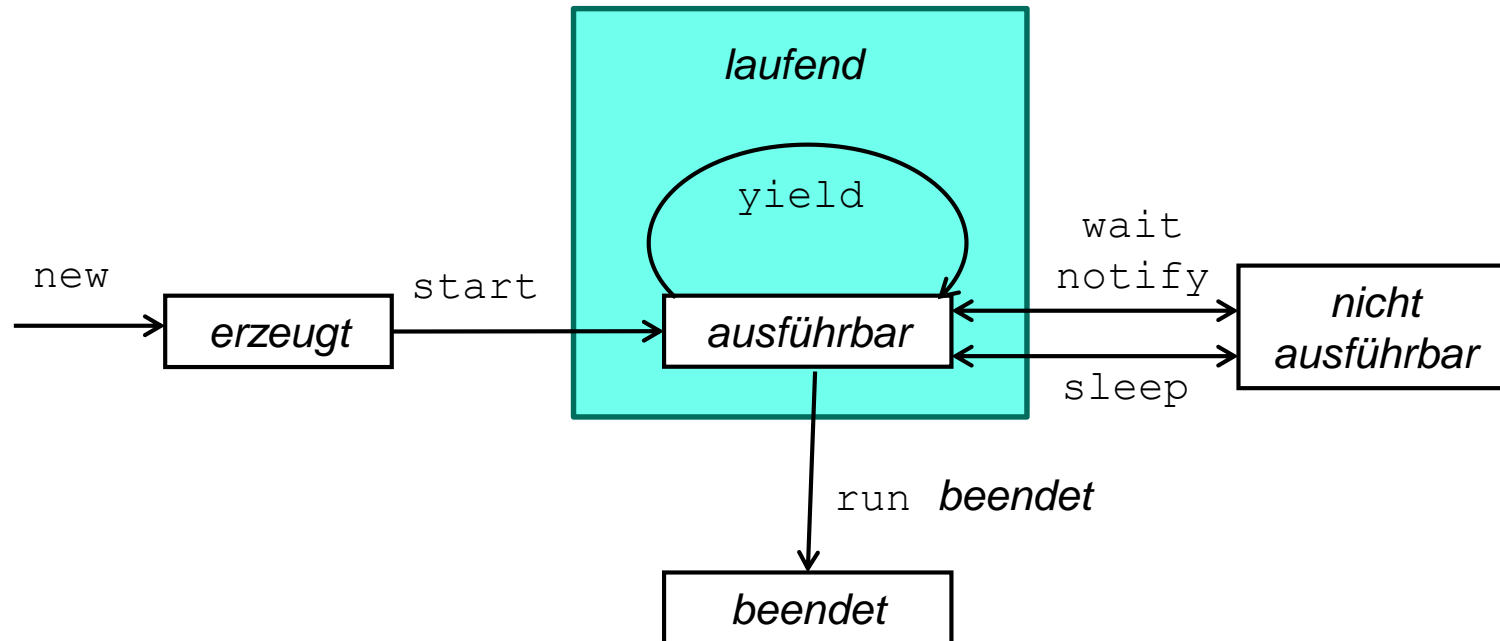 laufend
yield
new
start
wait
notify
erzeugt
ausführbar
nicht
ausführbar
sleep
run beendet
beendet